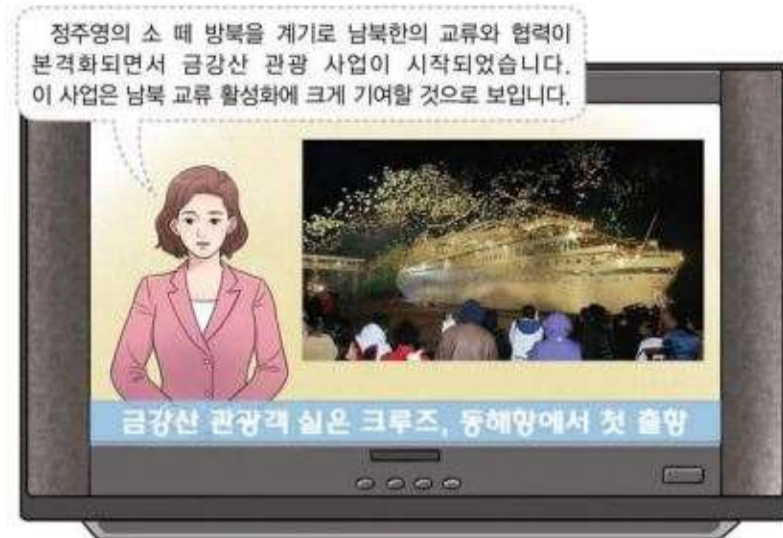 정주영의 소 떼 방북을 계기로 남북한의 교류와 협력이
본격화되면서 금강산 관광 사업이 시작되었습니다.
이 사업은 남북 교류 활성화에 크게 기여할 것으로 보입니다.
금강산 관광객 실은 크루즈, 동해항에서 첫 출항